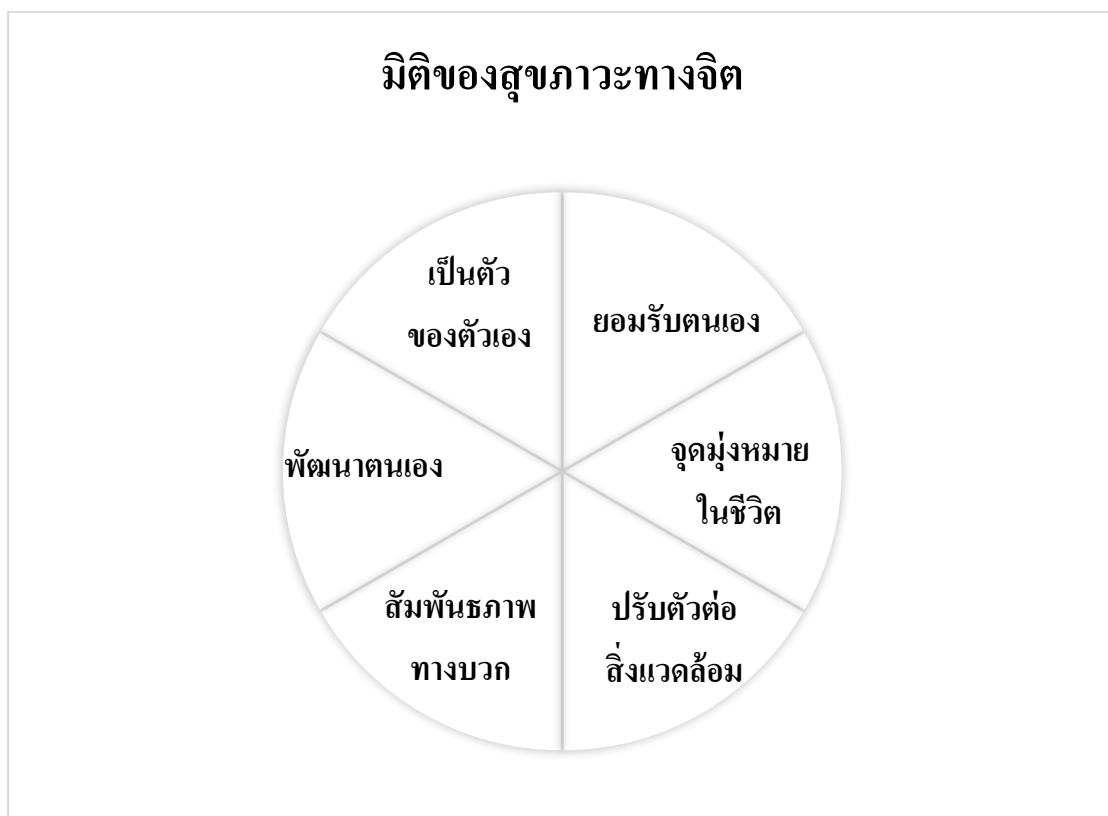 มิติของสุขภาวะทางจิต
เป็นตัว
ของตัวเอง
ยอมรับตนเอง
พัฒนาตนเอง
จุดมุ่งหมาย
ในชีวิต
สัมพันธภาพ
ทางบวก
ปรับตัวต่อ
สิ่งแวดล้อม